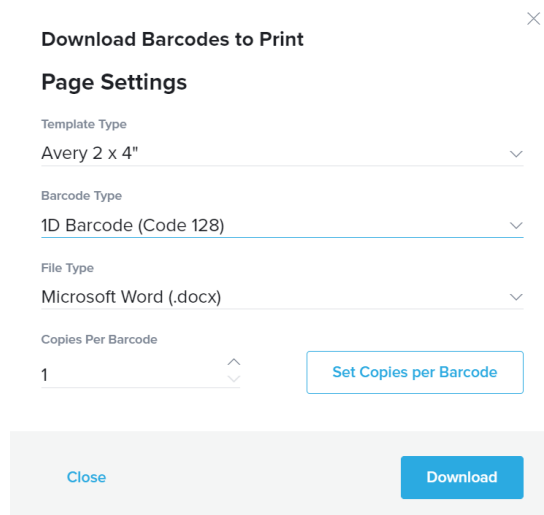 Download Barcodes to Print
Page Settings
Template Type
Avery 2 x 4"
Barcode Type
1D Barcode (Code 128)
File Type
Microsoft Word (.docx)
Copies Per Barcode
1
Set Copies per Barcode
Close
Download